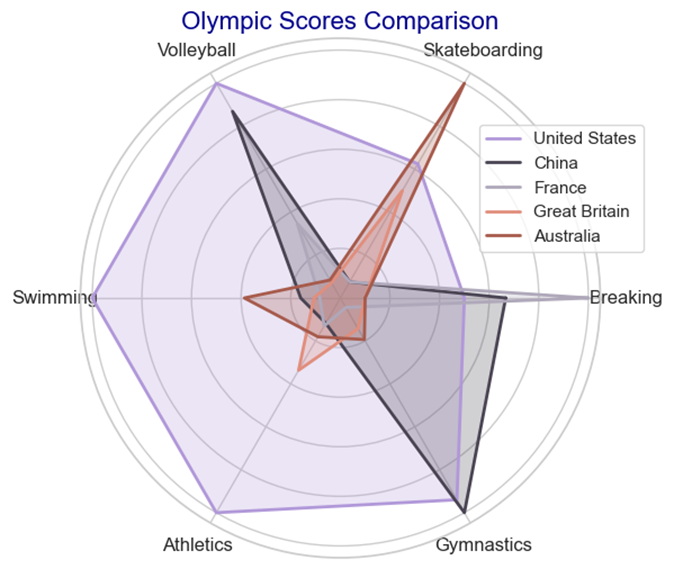 Olympic Scores Comparison
Volleyball
Skateboarding
United States
China
France
Great Britain
Australia
Swimming
Breaking
Athletics
Gymnastics